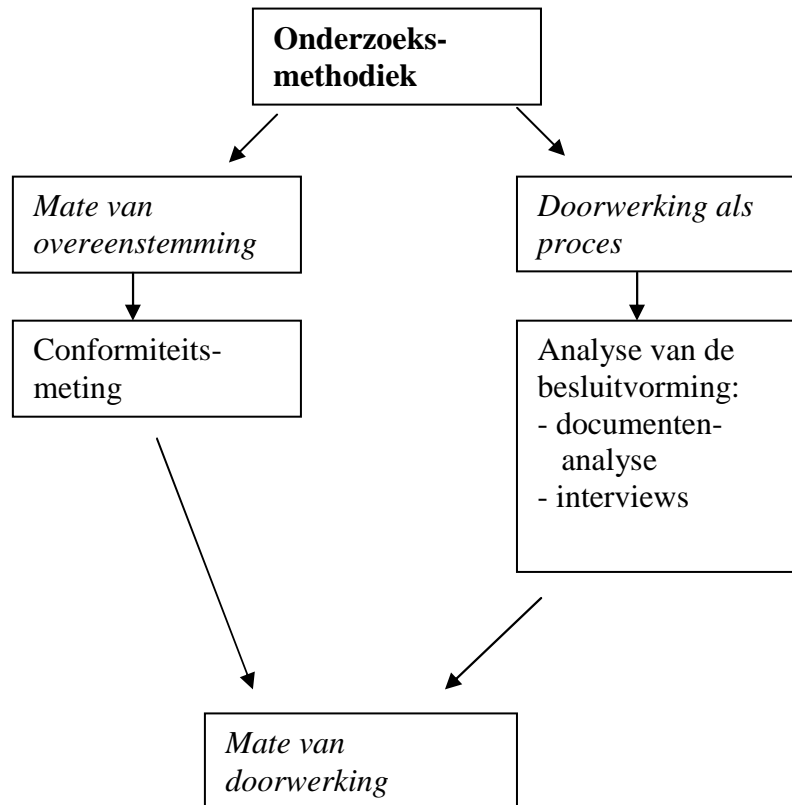 Onderzoeks-
methodiek
Mate van
overeenstemming
Doorwerking als
proces
Conformiteits-
meting
Analyse van de
besluitvorming:
- documenten-
analyse
- interviews
Mate van
doorwerking